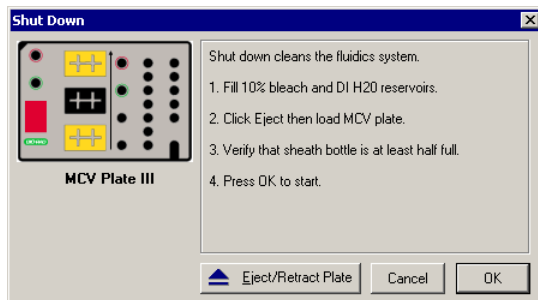 Shut Down
Shut down cleans the fluidics system.
1. Fill 10% bleach and DI H20 reservoirs.
2. Click Eject then load MCV plate.
3. Verify that sheath bottle is at least half full.
4. Press OK to start.
MCV Plate III
Eject/Retract Plate
Cancel
OK